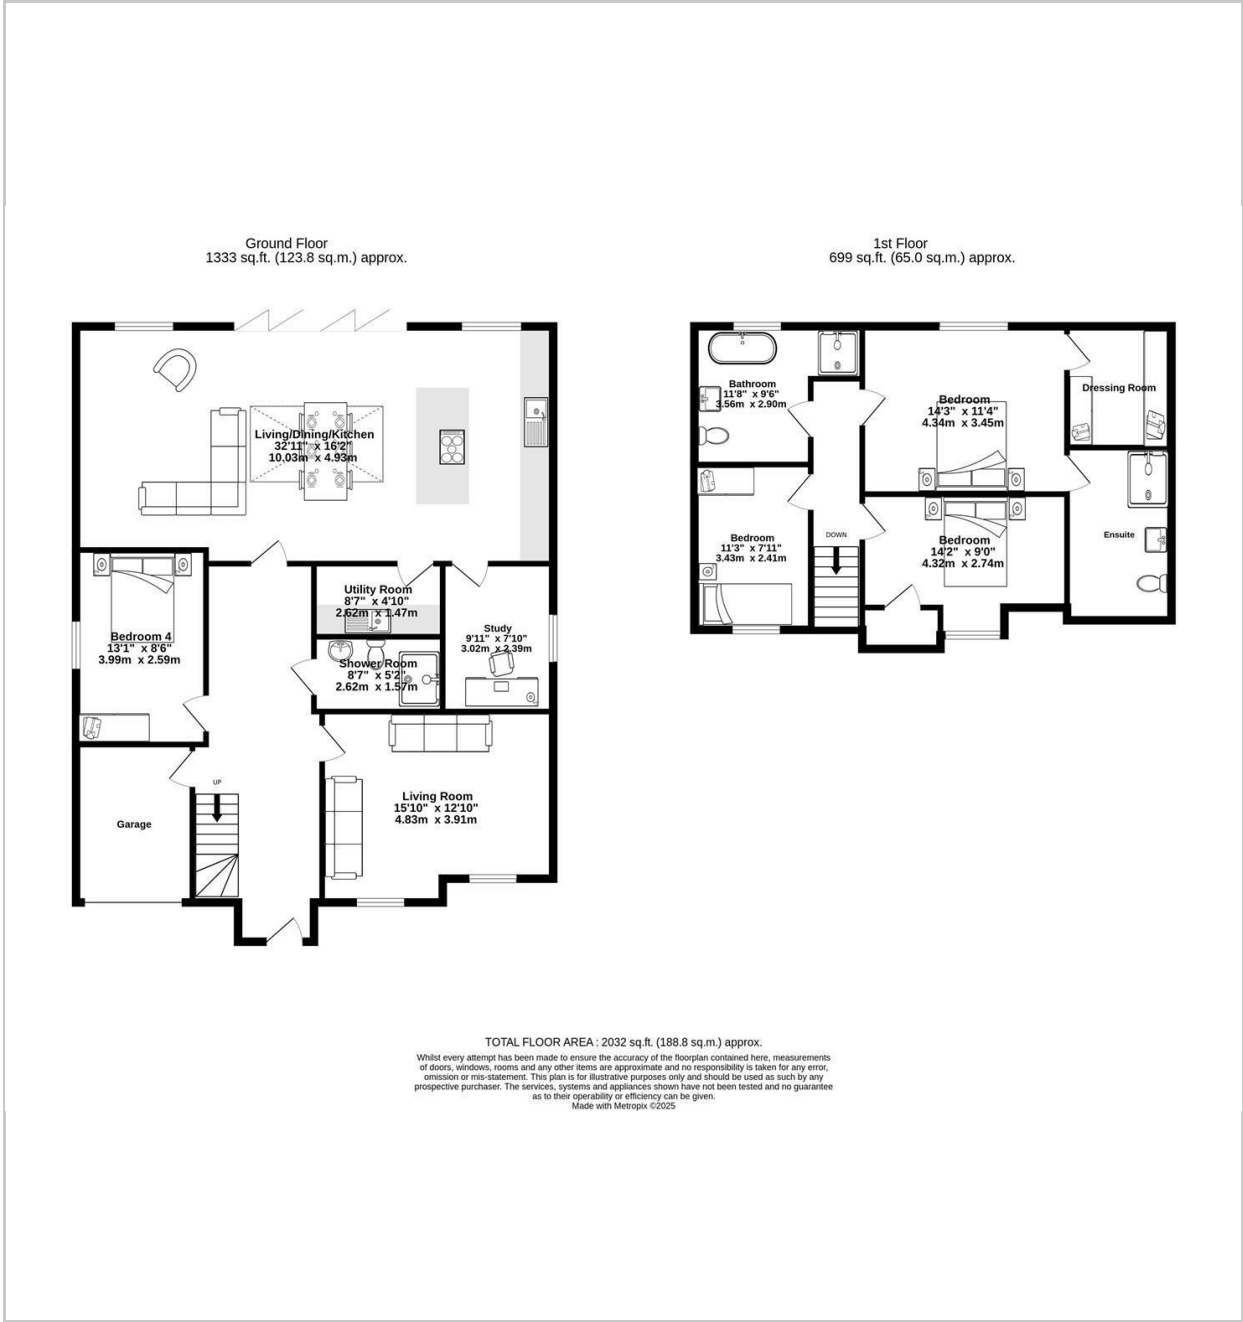 Ground Floor
1333 sq.ft. (123.8 sq.m.) approx.
1st Floor
699 sq.ft. (65.0 sq.m.) approx.
Living/Dining/Kitchen
32'11" x 16'2"
10.03m x 4.93m
Utility Room
8'7" x 4'10"
2.62m x 1.47m
Study
9'11" x 7'10"
3.02m x 2.39m
Bedroom 4
13'1" x 8'6"
3.99m x 2.59m
Shower Room
8'7" x 5'2"
2.62m x 1.57m
UP
Living Room
15'10" x 12'10"
4.83m x 3.91m
Garage
Bathroom
11'8" x 9'6"
3.56m x 2.90m
Bedroom
14'3" x 11'4"
4.34m x 3.45m
Dressing Room
Bedroom
11'3" x 7'11"
3.43m x 2.41m
DOWN
Bedroom
14'2" x 9'0"
4.32m x 2.74m
Ensuite
TOTAL FLOOR AREA : 2032 sq.ft. (188.8 sq.m.) approx.
Whilst every attempt has been made to ensure the accuracy of the floorplan contained here, measurements
of doors, windows, rooms and any other items are approximate and no responsibility is taken for any error,
omission or mis-statement. This plan is for illustrative purposes only and should be used as such by any
prospective purchaser. The services, systems and appliances shown have not been tested and no guarantee
as to their operability or efficiency can be given.
Made with Metropix ©2025